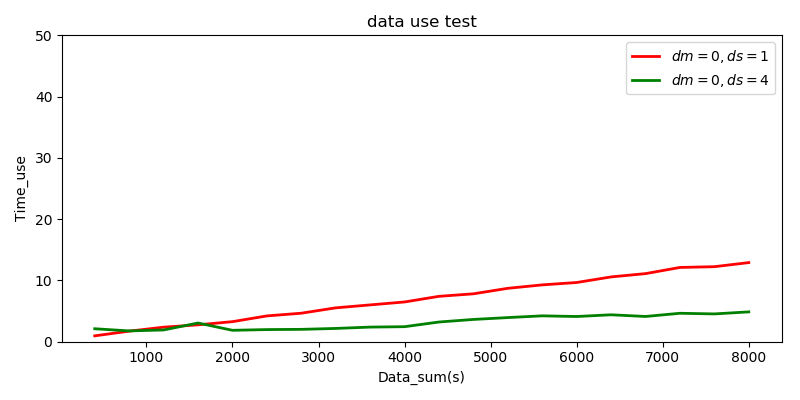 data use test
dm = 0, ds = 1
dm = 0, ds = 4
50
40
30
20
10
0
Time_use
1000 2000 3000 4000 5000 6000 7000 8000
Data_sum(s)